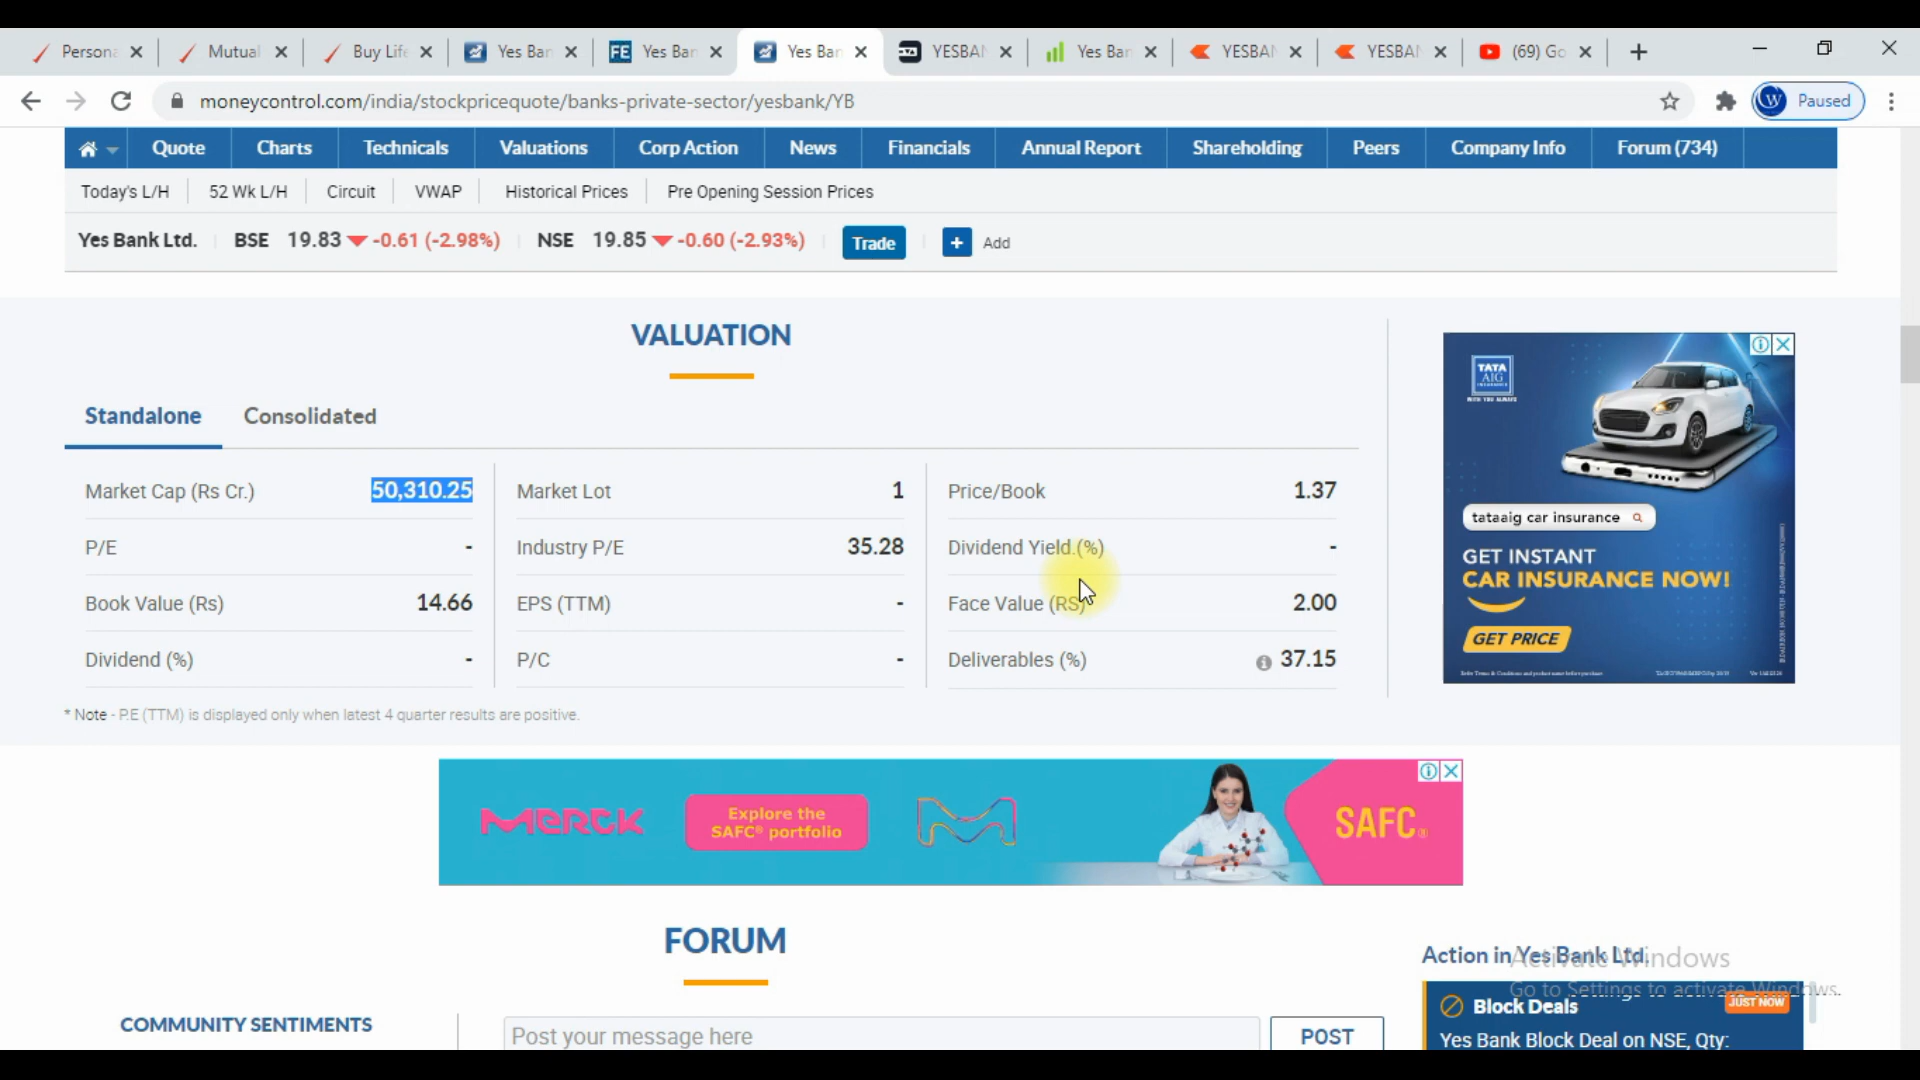 Persona
Mutual
Buy Life
Yes Ban
FE Yes Ban
Yes Ban
YESBAN
Yes Ban
YESBAN
YESBAN
(69) Go
moneycontrol.com/india/stockpricequote/banks-private-sector/yesbank/YB
W Paused
Quote Charts Technicals Valuations Corp Action News Financials Annual Report Shareholding Peers Company Info Forum (734)
Today's L/H 52 Wk L/H Circuit VWAP Historical Prices Pre Opening Session Prices
Yes Bank Ltd. BSE 19.83 -0.61 (-2.98%) NSE 19.85 -0.60 (-2.93%) Trade + Add
VALUATION
Standalone Consolidated
Market Cap (Rs Cr.) 50,310.25 Market Lot 1 Price/Book 1.37
P/E - Industry P/E 35.28 Dividend Yield.(%) -
Book Value (Rs) 14.66 EPS (TTM) - Face Value (RS) 2.00
Dividend (%) - P/C - Deliverables (%) 37.15
* Note - P.E (TTM) is displayed only when latest 4 quarter results are positive.
TATA
AIG
INSURANCE
WITH YOU ALWAYS
tataaig car insurance
GET INSTANT
CAR INSURANCE NOW!
GET PRICE
MERCK
Explore the
SAFC® portfolio
SAFC®
FORUM
Action in Yes Bank Ltd.
Activate Windows
Go to Settings to activate Windows.
COMMUNITY SENTIMENTS
Post your message here
POST
Block Deals
JUST NOW
Yes Bank Block Deal on NSE, Qty: